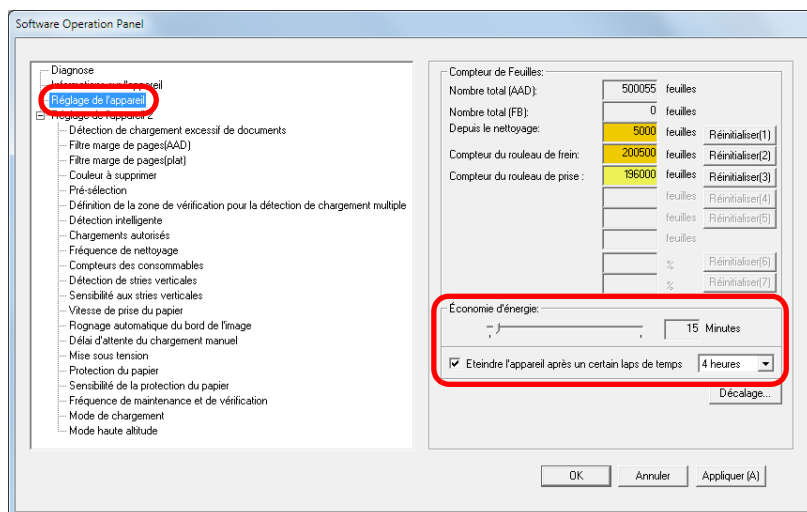 Software Operation Panel
Diagnose
Informations sur l'appareil
Réglage de l'appareil
Réglage de l'appareil 2
Détection de chargement excessif de documents
Filtre marge de pages(AAD)
Filtre marge de pages(plat)
Couleur à supprimer
Pré-sélection
Définition de la zone de vérification pour la détection de chargement multiple
Détection intelligente
Chargements autorisés
Fréquence de nettoyage
Compteurs des consommables
Détection de stries verticales
Sensibilité aux stries verticales
Vitesse de prise du papier
Rognage automatique du bord de l'image
Délai d'attente du chargement manuel
Mise sous tension
Protection du papier
Sensibilité de la protection du papier
Fréquence de maintenance et de vérification
Mode de chargement
Mode haute altitude
Compteur de Feuilles:
Nombre total (AAD): 500055 feuilles
Nombre total (FB): 0 feuilles
Depuis le nettoyage: 5000 feuilles Réinitialiser(1)
Compteur du rouleau de frein: 200500 feuilles Réinitialiser(2)
Compteur du rouleau de prise : 196000 feuilles Réinitialiser(3)
feuilles Réinitialiser(4)
feuilles Réinitialiser(5)
feuilles
% Réinitialiser(6)
% Réinitialiser(7)
Économie d'énergie:
15 Minutes
Eteindre l'appareil après un certain laps de temps 4 heures
Décalage...
OK Annuler Appliquer (A)